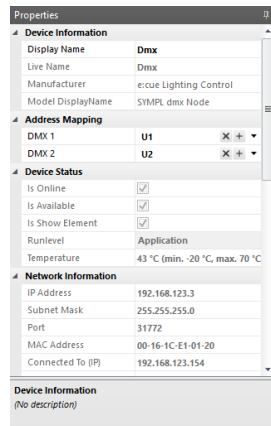 Properties
Device Information
Display Name Dmx
Live Name Dmx
Manufacturer e:cue Lighting Control
Model DisplayName SYMPL dmx Node
Address Mapping
DMX 1 U1
DMX 2 U2
Device Status
Is Online
Is Available
Is Show Element
Runlevel Application
Temperature 43 °C (min. -20 °C, max. 70 °C
Network Information
IP Address 192.168.123.3
Subnet Mask 255.255.255.0
Port 31772
MAC Address 00-16-1C-E1-01-20
Connected To (IP) 192.168.123.154
Device Information
(No description)